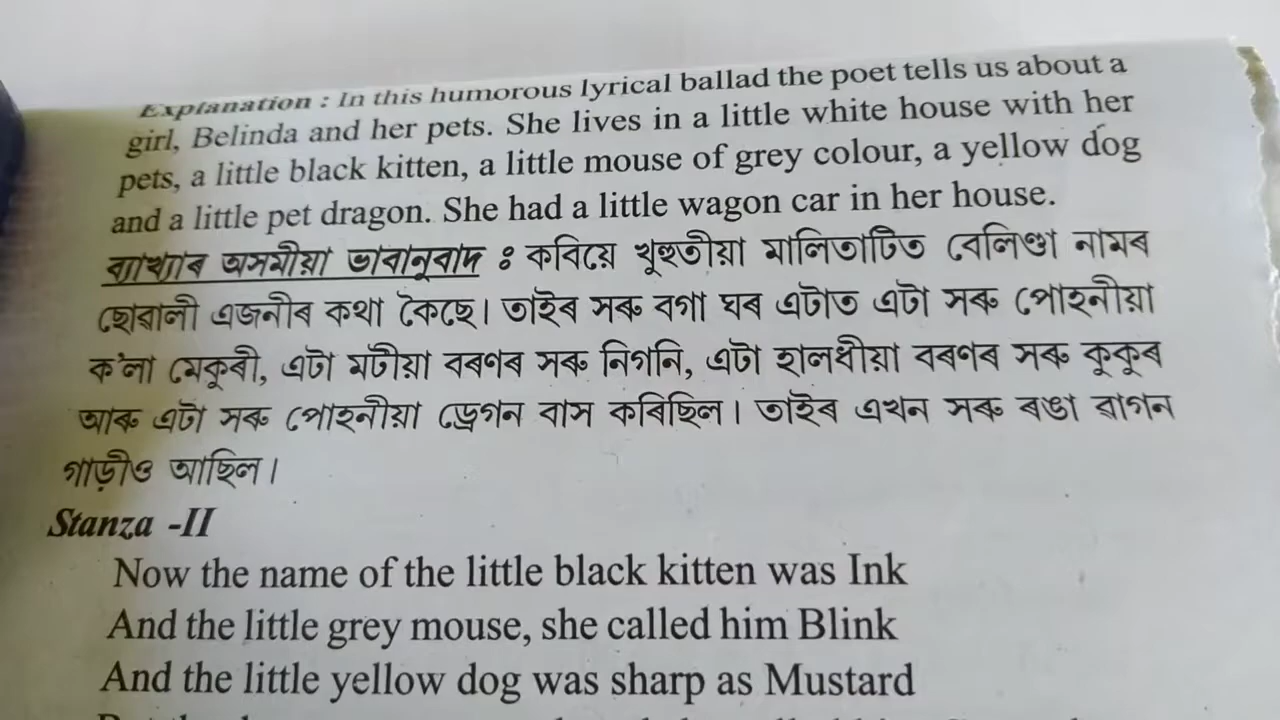 Explanation : In this humorous lyrical ballad the poet tells us about a
girl, Belinda and her pets. She lives in a little white house with her
pets, a little black kitten, a little mouse of grey colour, a yellow dog
and a little pet dragon. She had a little wagon car in her house.
ব্যাখ্যাৰ অসমীয়া ভাবানুবাদ : কবিয়ে খুহুতীয়া মালিতাটিত বেলিণ্ডা নামৰ
ছোৱালী এজনীৰ কথা কৈছে। তাইৰ সৰু বগা ঘৰ এটাত এটা সৰু পোহনীয়া
ক'লা মেকুৰী, এটা মটীয়া বৰণৰ সৰু নিগনি, এটা হালধীয়া বৰণৰ সৰু কুকুৰ
আৰু এটা সৰু পোহনীয়া ড্ৰেগন বাস কৰিছিল। তাইৰ এখন সৰু ৰঙা ৱাগন
গাড়ীও আছিল।
Stanza -II
Now the name of the little black kitten was Ink
And the little grey mouse, she called him Blink
And the little yellow dog was sharp as Mustard